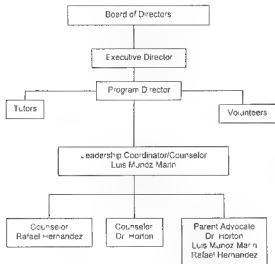 Board of Directors
Executive Director
Program Director
Tutors
Volunteers
Leadership Coordinator/Counselor
Luis Munoz Marin
Counselor
Rafael Hernandez
Counselor
Dr. Horton
Parent Advocate
Dr. Horton
Luis Munoz Marin
Rafael Hernandez